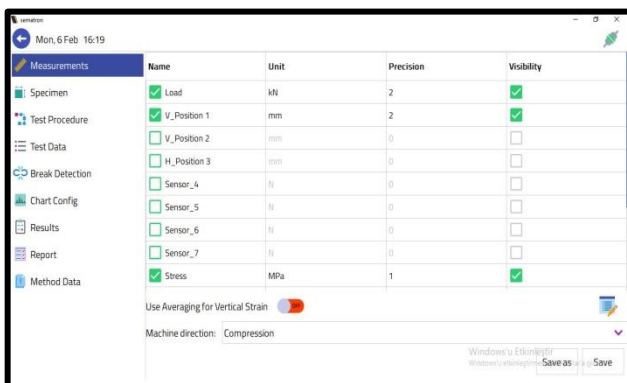 sematron
Mon, 6 Feb 16:19
Measurements
Specimen
Test Procedure
Test Data
Break Detection
Chart Config
Results
Report
Method Data
Name Unit Precision Visibility
Load kN 2
V_Position 1 mm 2
V_Position 2 mm 0
H_Position 3 mm 0
Sensor_4 N 0
Sensor_5 N 0
Sensor_6 N 0
Sensor_7 N 0
Stress MPa 1
Use Averaging for Vertical Strain
Machine direction: Compression
Windows'u Etkinleştir
Windows'u etkinleştirmek
Save as Save